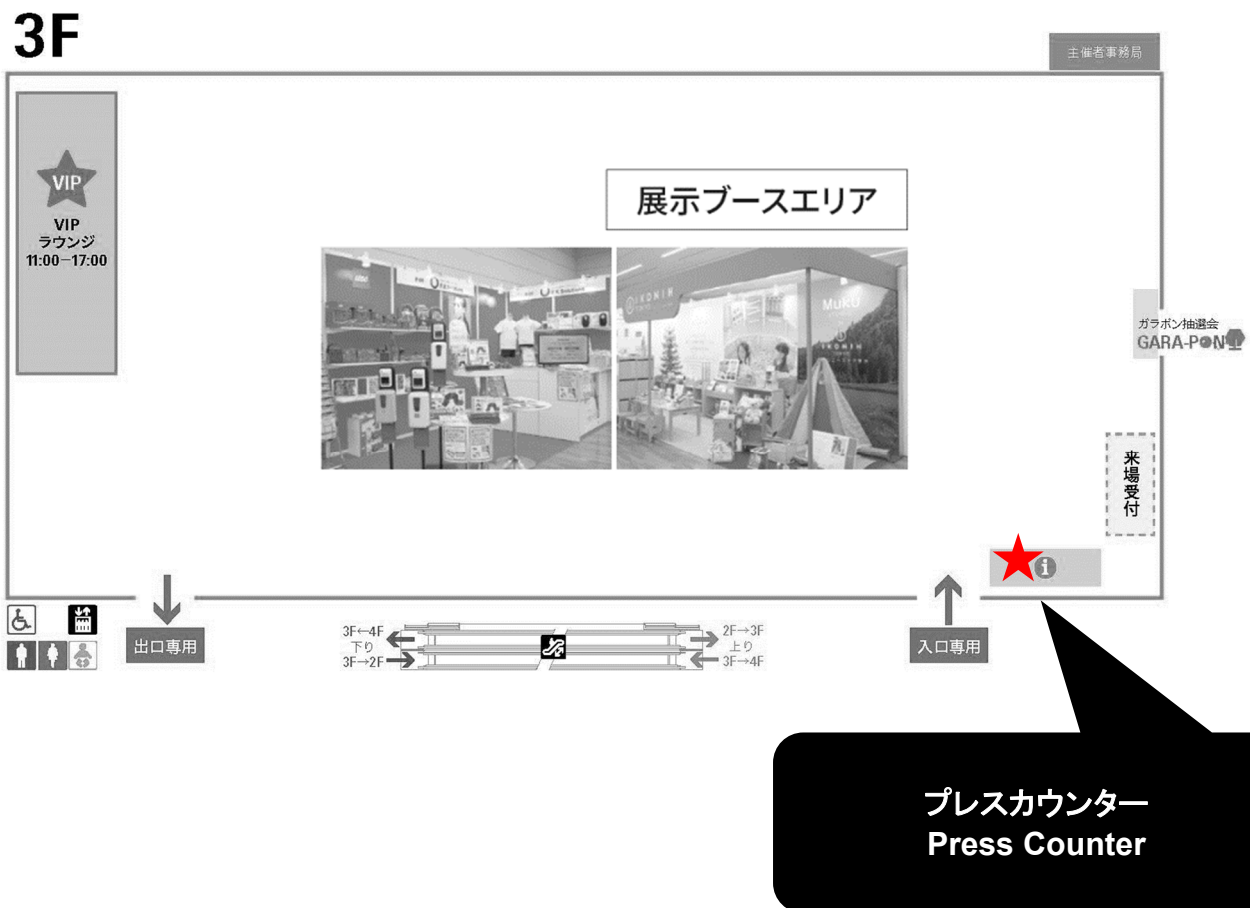 3F
主催者事務局
VIP
VIP
ラウンジ
11:00－17:00
展示ブースエリア
IKONIH
Muku
IKONIH
ガラポン抽選会
GARA-PON
来場受付
i
出口専用
3F←4F
下り
3F→2F
2F→3F
上り
3F→4F
入口専用
プレスカウンター
Press Counter